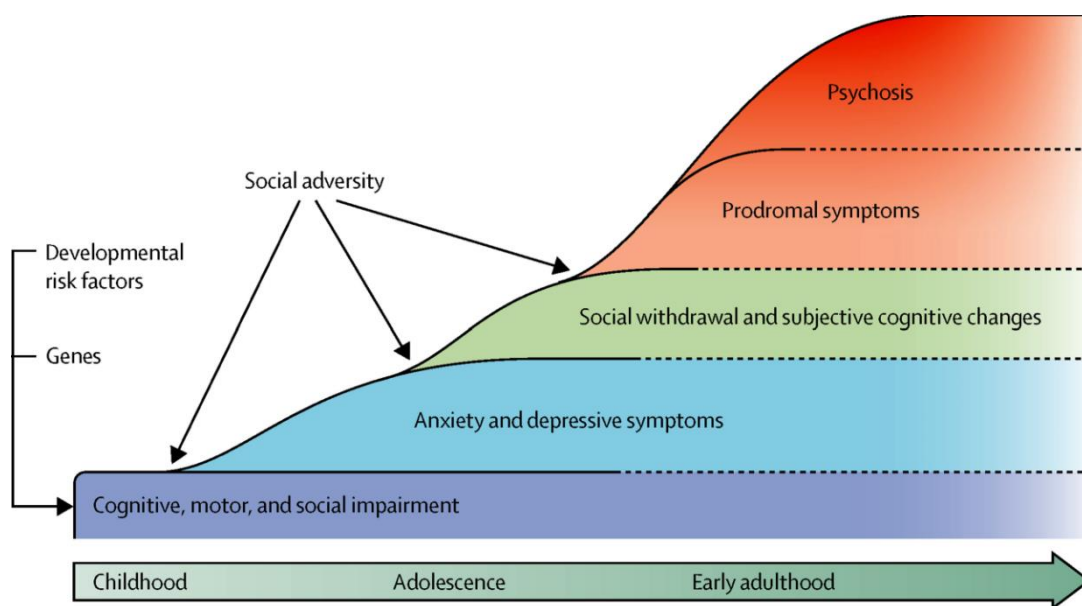 Psychosis
Social adversity
Prodromal symptoms
Developmental
risk factors
Social withdrawal and subjective cognitive changes
Genes
Anxiety and depressive symptoms
Cognitive, motor, and social impairment
Childhood
Adolescence
Early adulthood